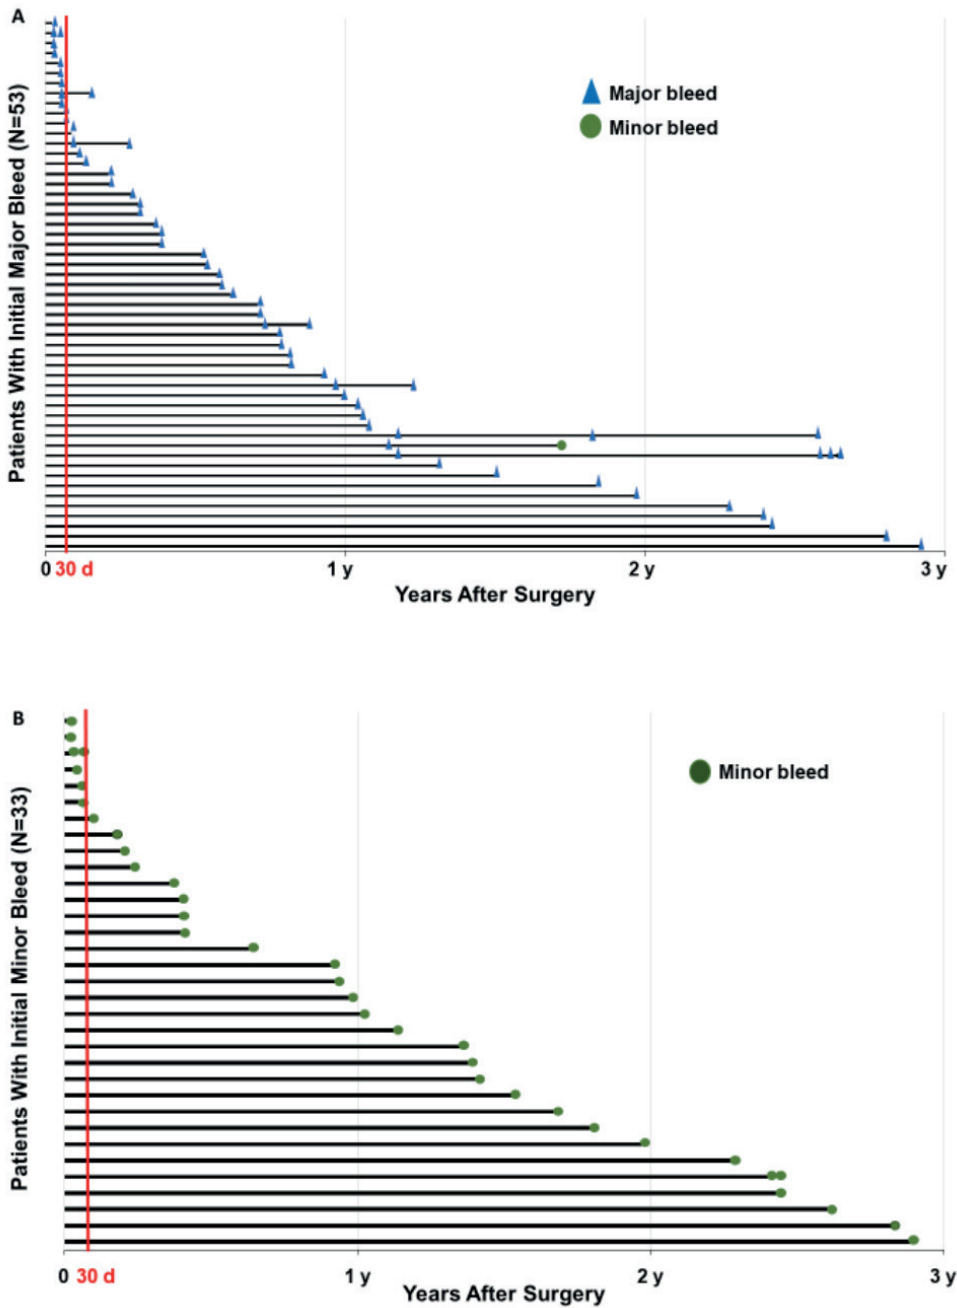 A
Patients With Initial Major Bleed (N=53)
Major bleed
Minor bleed
0 30 d 1 y 2 y 3 y
Years After Surgery
B
Patients With Initial Minor Bleed (N=33)
Minor bleed
0 30 d 1 y 2 y 3 y
Years After Surgery